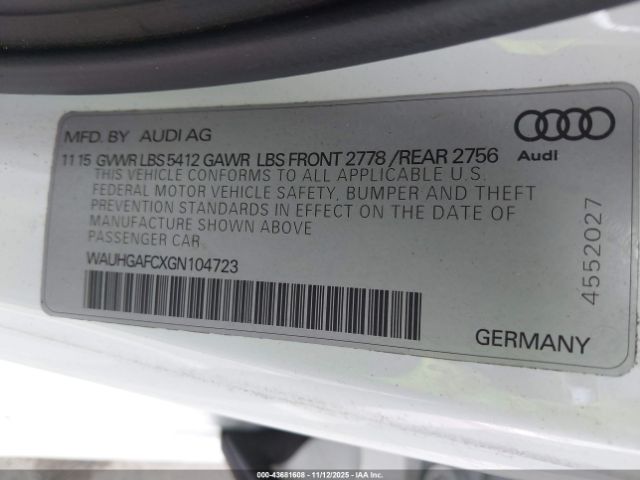 MFD. BY AUDI AG
11 15 GVWR LBS 5412 GAWR LBS FRONT 2778 /REAR 2756
Audi
THIS VEHICLE CONFORMS TO ALL APPLICABLE U.S.
FEDERAL MOTOR VEHICLE SAFETY, BUMPER AND THEFT
PREVENTION STANDARDS IN EFFECT ON THE DATE OF
MANUFACTURE SHOWN ABOVE
PASSENGER CAR.
WAUHGAFCXGN104723
4552027
GERMANY
000-43681608 - 11/12/2025 - IAAI.COM